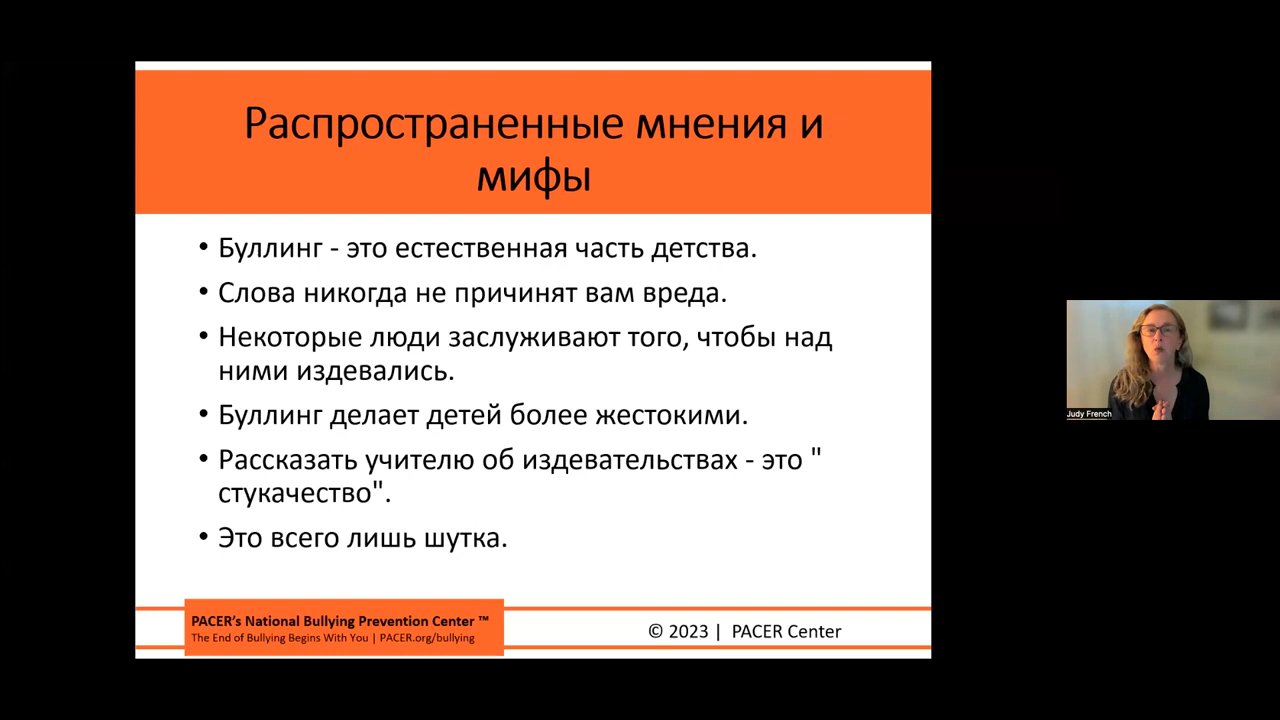 Распространенные мнения и
мифы
• Буллинг - это естественная часть детства.
• Слова никогда не причинят вам вреда.
• Некоторые люди заслуживают того, чтобы над
ними издевались.
• Буллинг делает детей более жестокими.
• Рассказать учителю об издевательствах - это "
стукачество".
• Это всего лишь шутка.
PACER’s National Bullying Prevention Center ™
The End of Bullying Begins With You | PACER.org/bullying
© 2023 | PACER Center
Judy French